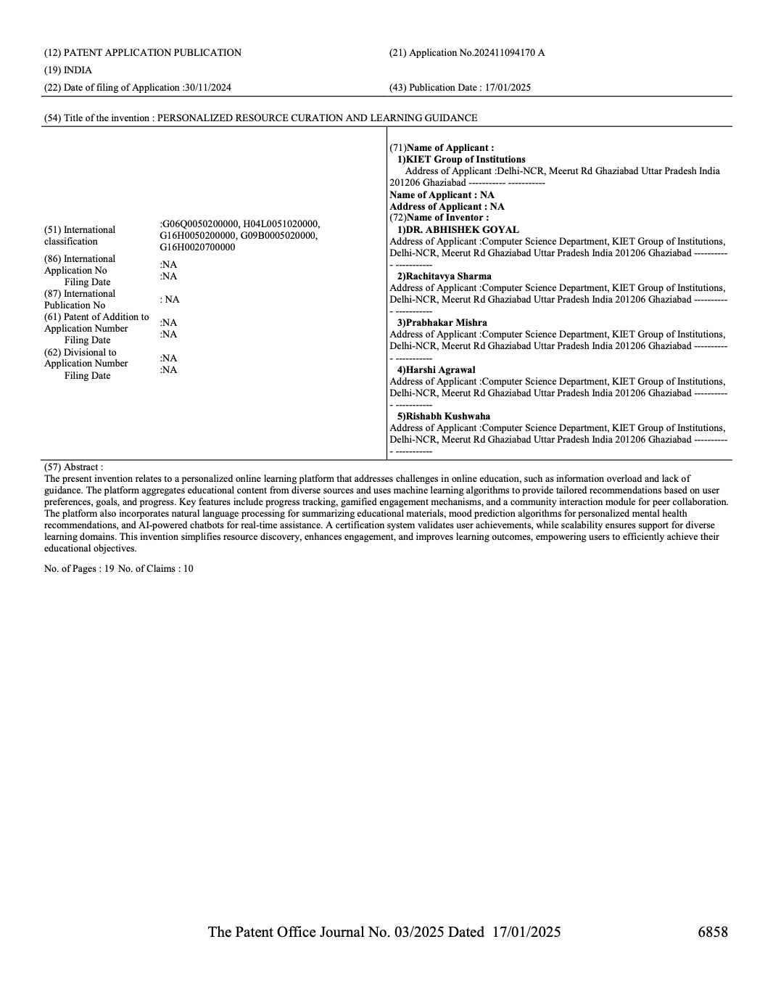 (12) PATENT APPLICATION PUBLICATION
(21) Application No.202411094170 A
(19) INDIA
(22) Date of filing of Application :30/11/2024
(43) Publication Date : 17/01/2025
(54) Title of the invention : PERSONALIZED RESOURCE CURATION AND LEARNING GUIDANCE
(51) International
classification
:G06Q0050200000, H04L0051020000,
G16H0050200000, G09B0005020000,
G16H0020700000
(86) International
Application No
:NA
Filing Date
:NA
(87) International
Publication No
: NA
(61) Patent of Addition to
Application Number
:NA
Filing Date
:NA
(62) Divisional to
Application Number
:NA
Filing Date
:NA
(71)Name of Applicant :
1)KIET Group of Institutions
Address of Applicant :Delhi-NCR, Meerut Rd Ghaziabad Uttar Pradesh India
201206 Ghaziabad ----------- -----------
Name of Applicant : NA
Address of Applicant : NA
(72)Name of Inventor :
1)DR. ABHISHEK GOYAL
Address of Applicant :Computer Science Department, KIET Group of Institutions,
Delhi-NCR, Meerut Rd Ghaziabad Uttar Pradesh India 201206 Ghaziabad ----------
- -----------
2)Rachitavya Sharma
Address of Applicant :Computer Science Department, KIET Group of Institutions,
Delhi-NCR, Meerut Rd Ghaziabad Uttar Pradesh India 201206 Ghaziabad ----------
- -----------
3)Prabhakar Mishra
Address of Applicant :Computer Science Department, KIET Group of Institutions,
Delhi-NCR, Meerut Rd Ghaziabad Uttar Pradesh India 201206 Ghaziabad ----------
- -----------
4)Harshi Agrawal
Address of Applicant :Computer Science Department, KIET Group of Institutions,
Delhi-NCR, Meerut Rd Ghaziabad Uttar Pradesh India 201206 Ghaziabad ----------
- -----------
5)Rishabh Kushwaha
Address of Applicant :Computer Science Department, KIET Group of Institutions,
Delhi-NCR, Meerut Rd Ghaziabad Uttar Pradesh India 201206 Ghaziabad ----------
- -----------
(57) Abstract :
The present invention relates to a personalized online learning platform that addresses challenges in online education, such as information overload and lack of
guidance. The platform aggregates educational content from diverse sources and uses machine learning algorithms to provide tailored recommendations based on user
preferences, goals, and progress. Key features include progress tracking, gamified engagement mechanisms, and a community interaction module for peer collaboration.
The platform also incorporates natural language processing for summarizing educational materials, mood prediction algorithms for personalized mental health
recommendations, and AI-powered chatbots for real-time assistance. A certification system validates user achievements, while scalability ensures support for diverse
learning domains. This invention simplifies resource discovery, enhances engagement, and improves learning outcomes, empowering users to efficiently achieve their
educational objectives.
No. of Pages : 19 No. of Claims : 10
The Patent Office Journal No. 03/2025 Dated 17/01/2025
6858